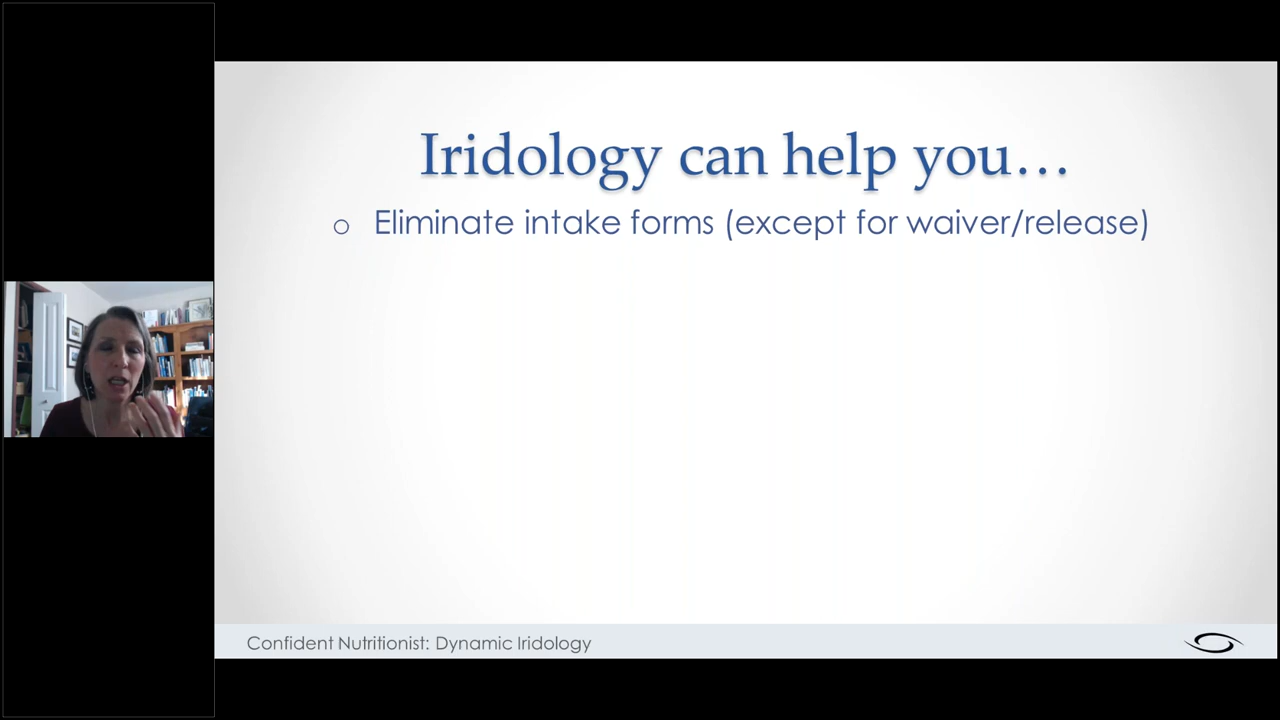 Iridology can help you…
o Eliminate intake forms (except for waiver/release)
Confident Nutritionist: Dynamic Iridology